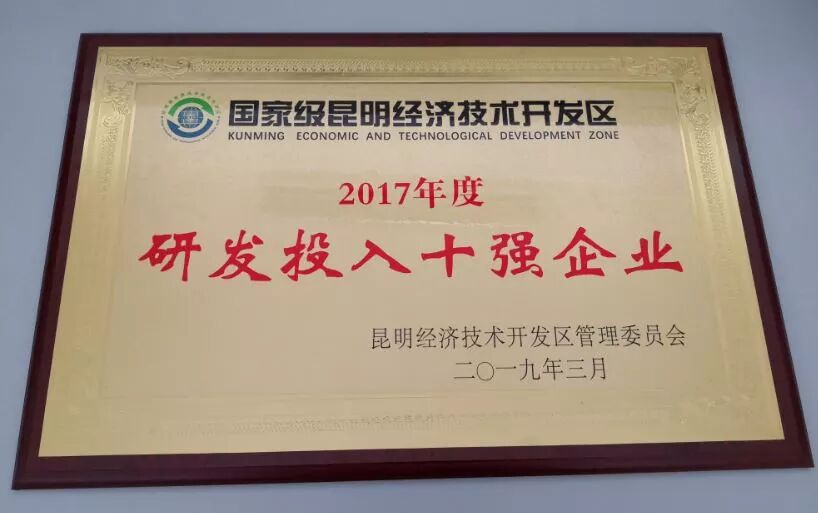 国家级昆明经济技术开发区
KUNMING ECONOMIC AND TECHNOLOGICAL DEVELOPMENT ZONE
2017年度
研发投入十强企业
昆明经济技术开发区管理委员会
二〇一九年三月